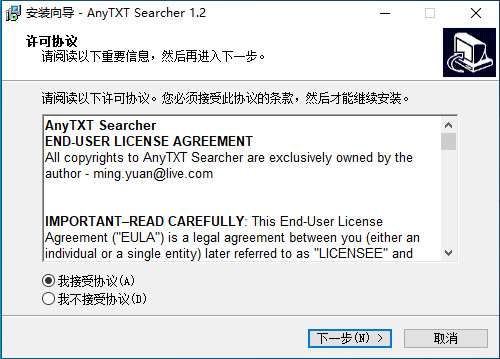 安装向导 - AnyTXT Searcher 1.2
许可协议
请阅读以下重要信息，然后再进入下一步。
请阅读以下许可协议。您必须接受此协议的条款，然后才能继续安装。
AnyTXT Searcher
END-USER LICENSE AGREEMENT
All copyrights to AnyTXT Searcher are exclusively owned by the
author - ming.yuan@live.com
IMPORTANT–READ CAREFULLY: This End-User License
Agreement ("EULA") is a legal agreement between you (either an
individual or a single entity) later referred to as "LICENSEE" and
我接受协议(A)
我不接受协议(D)
下一步(N) >
取消